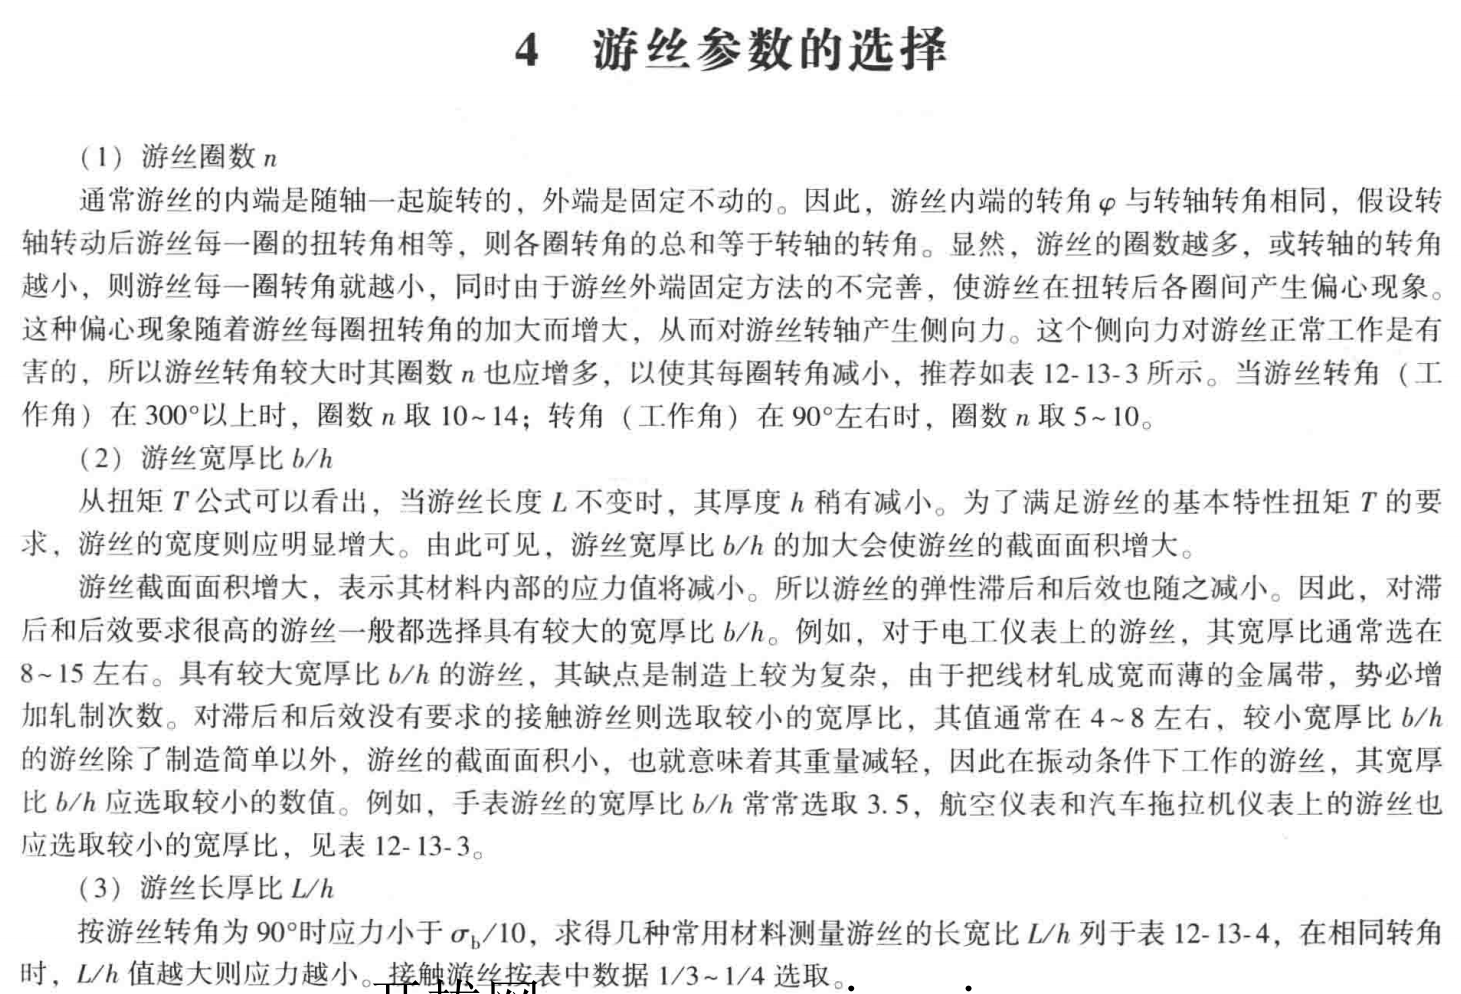 4 游丝参数的选择
（1）游丝圈数 n
通常游丝的内端是随轴一起旋转的，外端是固定不动的。因此，游丝内端的转角 φ 与转轴转角相同，假设转
轴转动后游丝每一圈的扭转角相等，则各圈转角的总和等于转轴的转角。显然，游丝的圈数越多，或转轴的转角
越小，则游丝每一圈转角就越小，同时由于游丝外端固定方法的不完善，使游丝在扭转后各圈间产生偏心现象。
这种偏心现象随着游丝每圈扭转角的加大而增大，从而对游丝转轴产生侧向力。这个侧向力对游丝正常工作是有
害的，所以游丝转角较大时其圈数 n 也应增多，以使其每圈转角减小，推荐如表 12-13-3 所示。当游丝转角（工
作角）在 300°以上时，圈数 n 取 10~14；转角（工作角）在 90°左右时，圈数 n 取 5~10。
（2）游丝宽厚比 b/h
从扭矩 T 公式可以看出，当游丝长度 L 不变时，其厚度 h 稍有减小。为了满足游丝的基本特性扭矩 T 的要
求，游丝的宽度则应明显增大。由此可见，游丝宽厚比 b/h 的加大会使游丝的截面面积增大。
游丝截面面积增大，表示其材料内部的应力值将减小。所以游丝的弹性滞后和后效也随之减小。因此，对滞
后和后效要求很高的游丝一般都选择具有较大的宽厚比 b/h。例如，对于电工仪表上的游丝，其宽厚比通常选在
8~15 左右。具有较大宽厚比 b/h 的游丝，其缺点是制造上较为复杂，由于把线材轧成宽而薄的金属带，势必增
加轧制次数。对滞后和后效没有要求的接触游丝则选取较小的宽厚比，其值通常在 4~8 左右，较小宽厚比 b/h
的游丝除了制造简单以外，游丝的截面面积小，也就意味着其重量减轻，因此在振动条件下工作的游丝，其宽厚
比 b/h 应选取较小的数值。例如，手表游丝的宽厚比 b/h 常常选取 3.5，航空仪表和汽车拖拉机仪表上的游丝也
应选取较小的宽厚比，见表 12-13-3。
（3）游丝长厚比 L/h
按游丝转角为 90°时应力小于 σb/10，求得几种常用材料测量游丝的长宽比 L/h 列于表 12-13-4，在相同转角
时，L/h 值越大则应力越小。接触游丝按表中数据 1/3~1/4 选取。